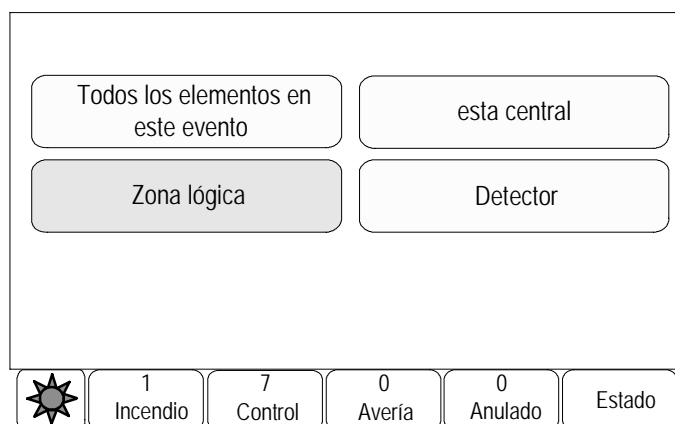 Todos los elementos en
este evento
esta central
Zona lógica
Detector
1
Incendio
7
Control
0
Avería
0
Anulado
Estado